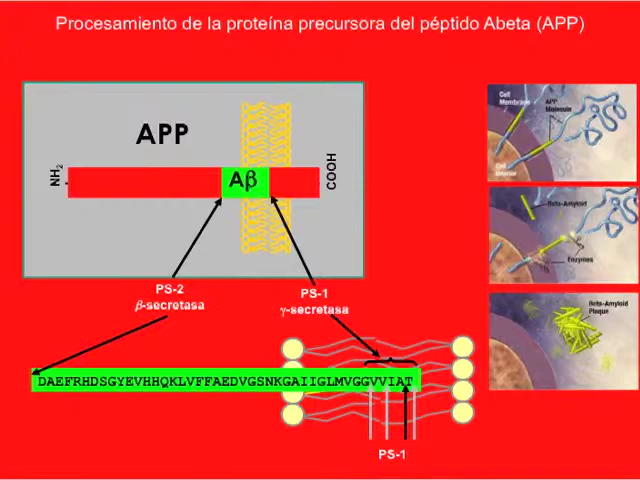 Procesamiento de la proteína precursora del péptido Abeta (APP)
APP
NH2
Aβ
COOH
PS-2
β-secretasa
PS-1
γ-secretasa
DAEFRHDSGYEVHHQKLVFFAEDVGSNKGAIIGLMVGGVVIAT
PS-1
Cell
Membrane
APP
Molecule
Cell
Interior
Beta-Amyloid
Enzymes
Beta-Amyloid
Plaque